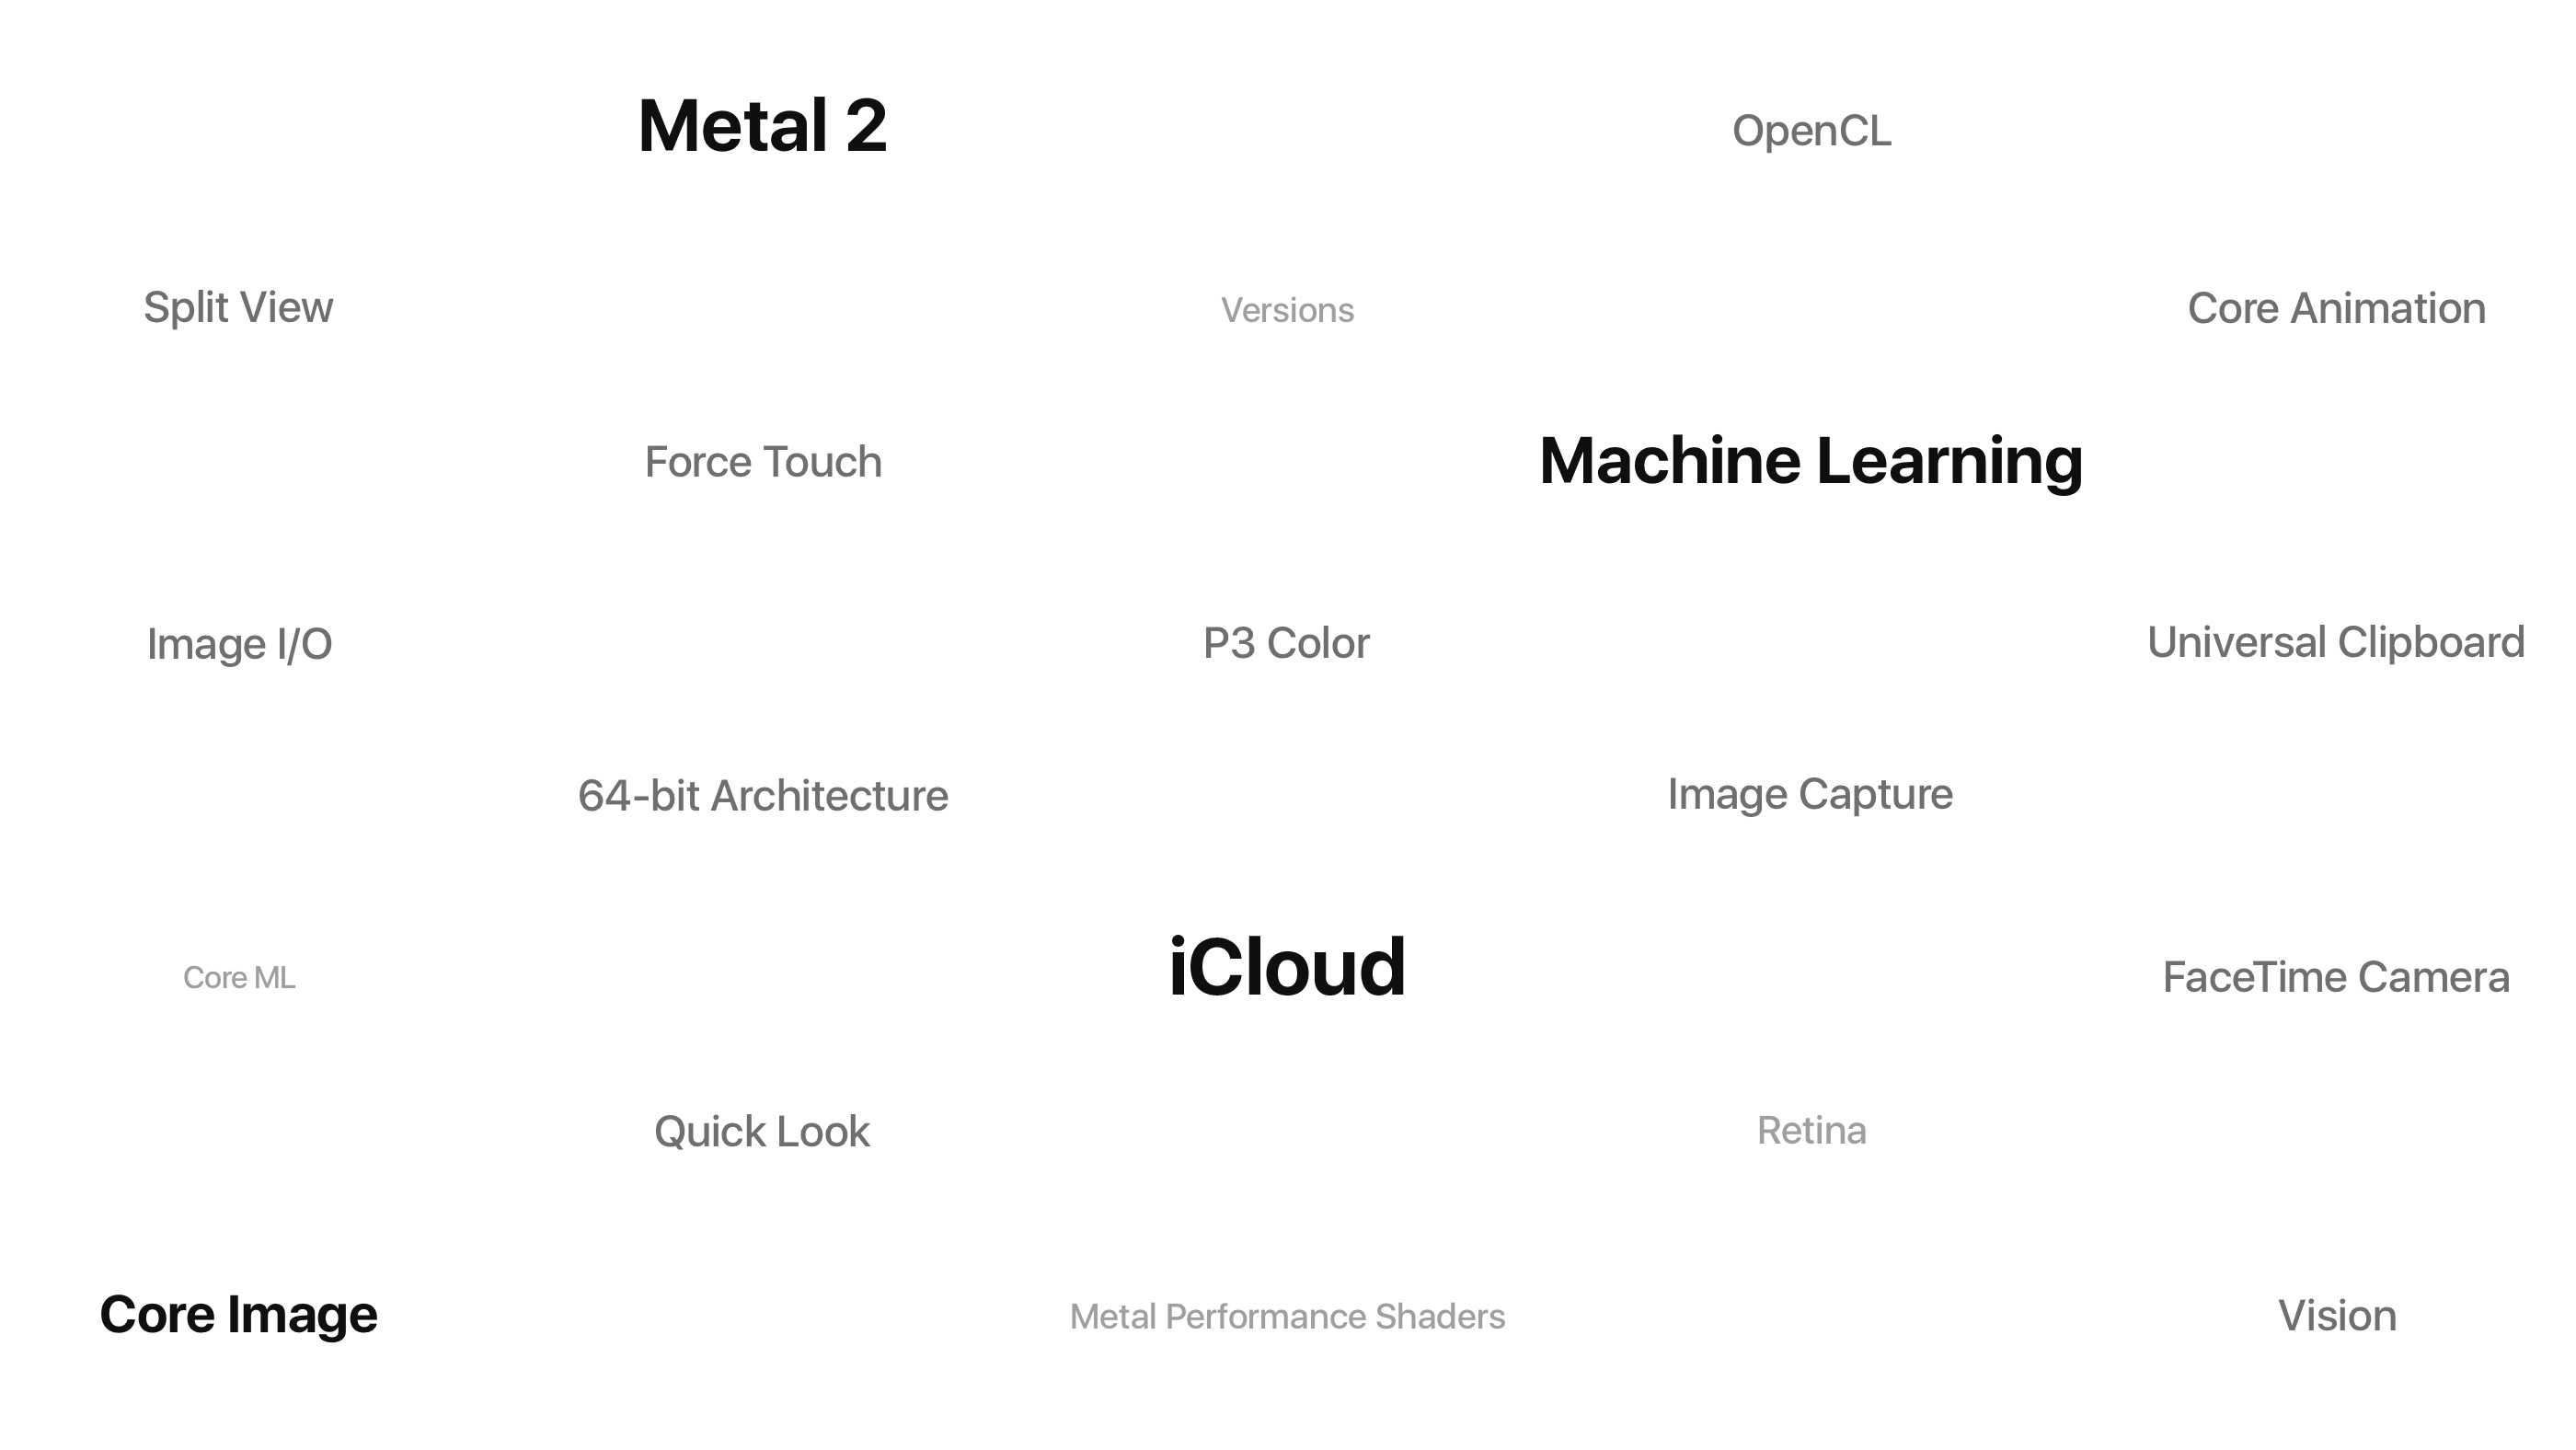 Metal 2
OpenCL
Split View
Versions
Core Animation
Force Touch
Machine Learning
Image I/O
P3 Color
Universal Clipboard
64-bit Architecture
Image Capture
Core ML
iCloud
FaceTime Camera
Quick Look
Retina
Core Image
Metal Performance Shaders
Vision